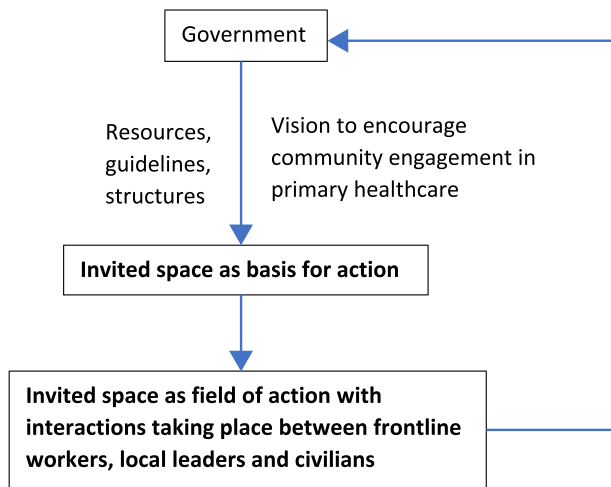 Government
Resources,
guidelines,
structures
Vision to encourage
community engagement in
primary healthcare
Invited space as basis for action
Invited space as field of action with
interactions taking place between frontline
workers, local leaders and civilians